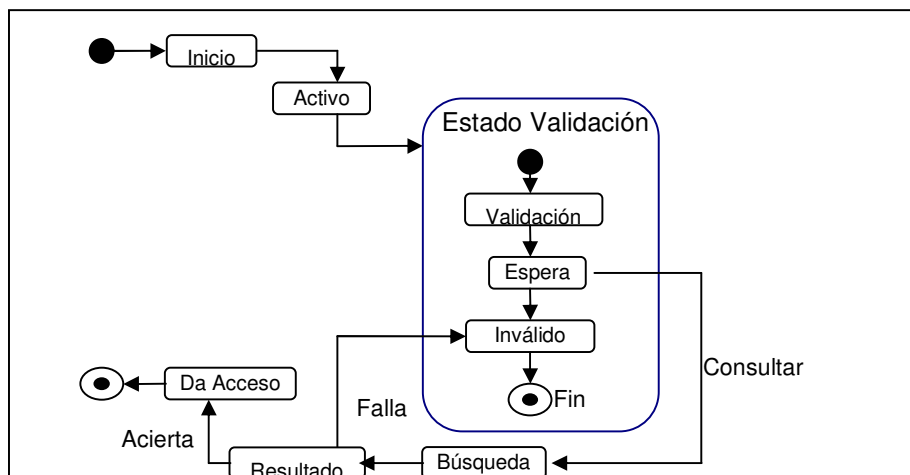 Inicio
Activo
Estado Validación
Validación
Espera
Inválido
Consultar
Da Acceso
Falla
Fin
Acierta
Resultado
Búsqueda